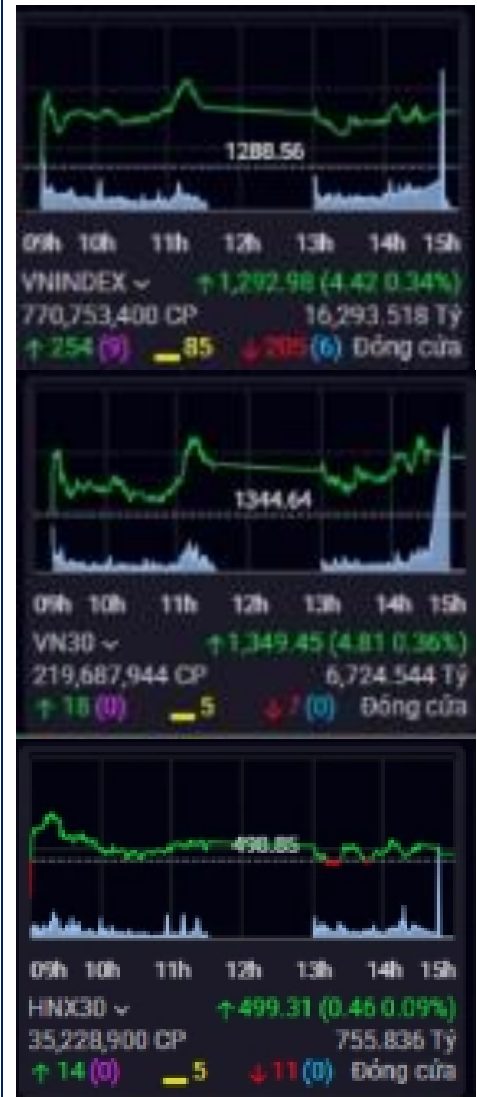 1288.56
09h 10h 11h 12h 13h 14h 15h
VNINDEX ↑1,292.98 (4.42 0.34%)
770,753,400 CP 16,293.518 Tỷ
↑254 (9) 85 ↓205 (6) Đóng cửa
1344.64
09h 10h 11h 12h 13h 14h 15h
VN30 ↑1,349.45 (4.81 0.36%)
219,687,944 CP 6,724.544 Tỷ
↑18 (0) 5 ↓7 (0) Đóng cửa
498.85
09h 10h 11h 12h 13h 14h 15h
HNX30 ↑499.31 (0.46 0.09%)
35,228,900 CP 755.836 Tỷ
↑14 (0) 5 ↓11 (0) Đóng cửa